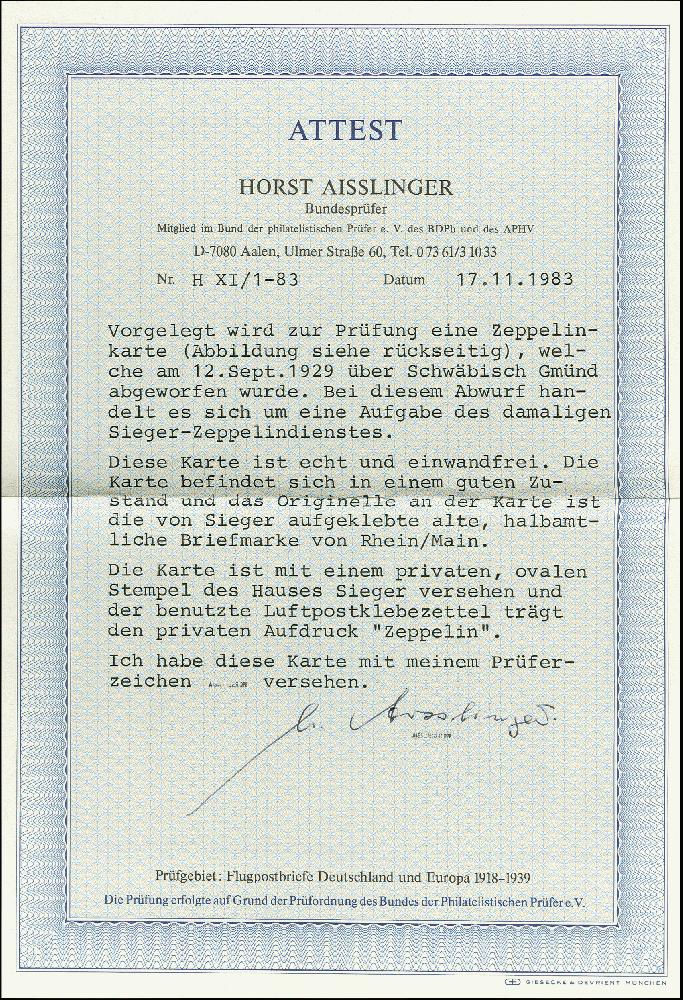 ATTEST
HORST AISSLINGER
Bundesprüfer
Mitglied im Bund der philatelistischen Prüfer e. V. des BDPh und des APHV
D-7080 Aalen, Ulmer Straße 60, Tel. 0 73 61/3 10 33
Nr. H XI/1-83 Datum 17.11.1983
Vorgelegt wird zur Prüfung eine Zeppelin-
karte (Abbildung siehe rückseitig), wel-
che am 12.Sept.1929 über Schwäbisch Gmünd
abgeworfen wurde. Bei diesem Abwurf han-
delt es sich um eine Aufgabe des damaligen
Sieger-Zeppelindienstes.
Diese Karte ist echt und einwandfrei. Die
Karte befindet sich in einem guten Zu-
stand und das Originelle an der Karte ist
die von Sieger aufgeklebte alte, halbamt-
liche Briefmarke von Rhein/Main.
Die Karte ist mit einem privaten, ovalen
Stempel des Hauses Sieger versehen und
der benutzte Luftpostklebezettel trägt
den privaten Aufdruck "Zeppelin".
Ich habe diese Karte mit meinem Prüfer-
zeichen versehen.
h. Aisslinger.
Prüfgebiet: Flugpostbriefe Deutschland und Europa 1918-1939
Die Prüfung erfolgte auf Grund der Prüfordnung des Bundes der Philatelistischen Prüfer e.V.
GIESECKE & DEVRIENT MÜNCHEN